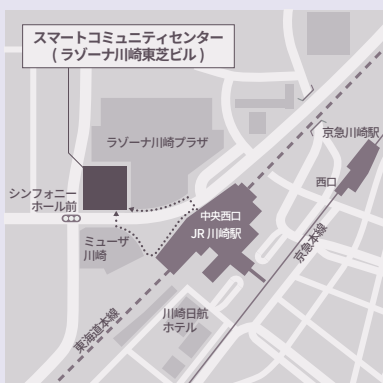 スマートコミュニティセンター
( ラゾーナ川崎東芝ビル )
ラゾーナ川崎プラザ
京急川崎駅
西口
シンフォニー
ホール前
中央西口
JR 川崎駅
ミューザ
川崎
京急本線
川崎日航
ホテル
東海道本線